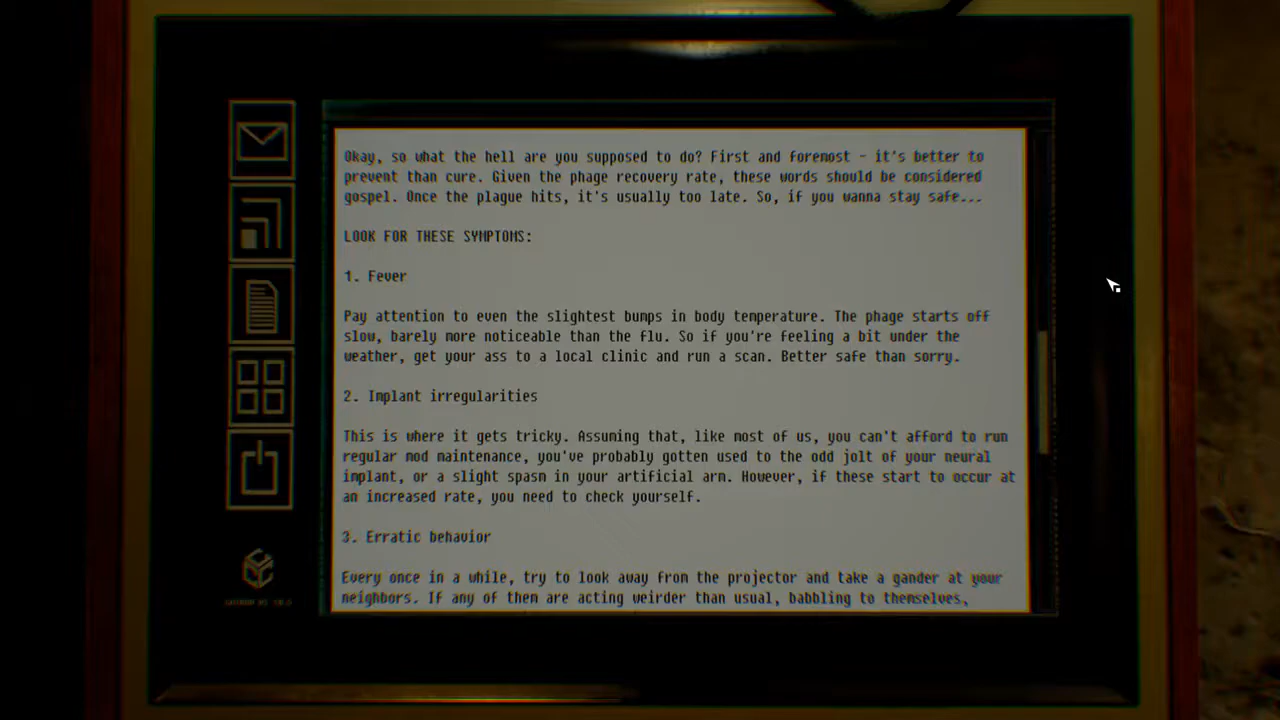 Okay, so what the hell are you supposed to do? First and foremost - it's better to
prevent than cure. Given the phage recovery rate, these words should be considered
gospel. Once the plague hits, it's usually too late. So, if you wanna stay safe...
LOOK FOR THESE SYMPTOMS:
1. Fever
Pay attention to even the slightest bumps in body temperature. The phage starts off
slow, barely more noticeable than the flu. So if you're feeling a bit under the
weather, get your ass to a local clinic and run a scan. Better safe than sorry.
2. Implant irregularities
This is where it gets tricky. Assuming that, like most of us, you can't afford to run
regular mod maintenance, you've probably gotten used to the odd jolt of your neural
implant, or a slight spasm in your artificial arm. However, if these start to occur at
an increased rate, you need to check yourself.
3. Erratic behavior
Every once in a while, try to look away from the projector and take a gander at your
neighbors. If any of them are acting weirder than usual, babbling to themselves,